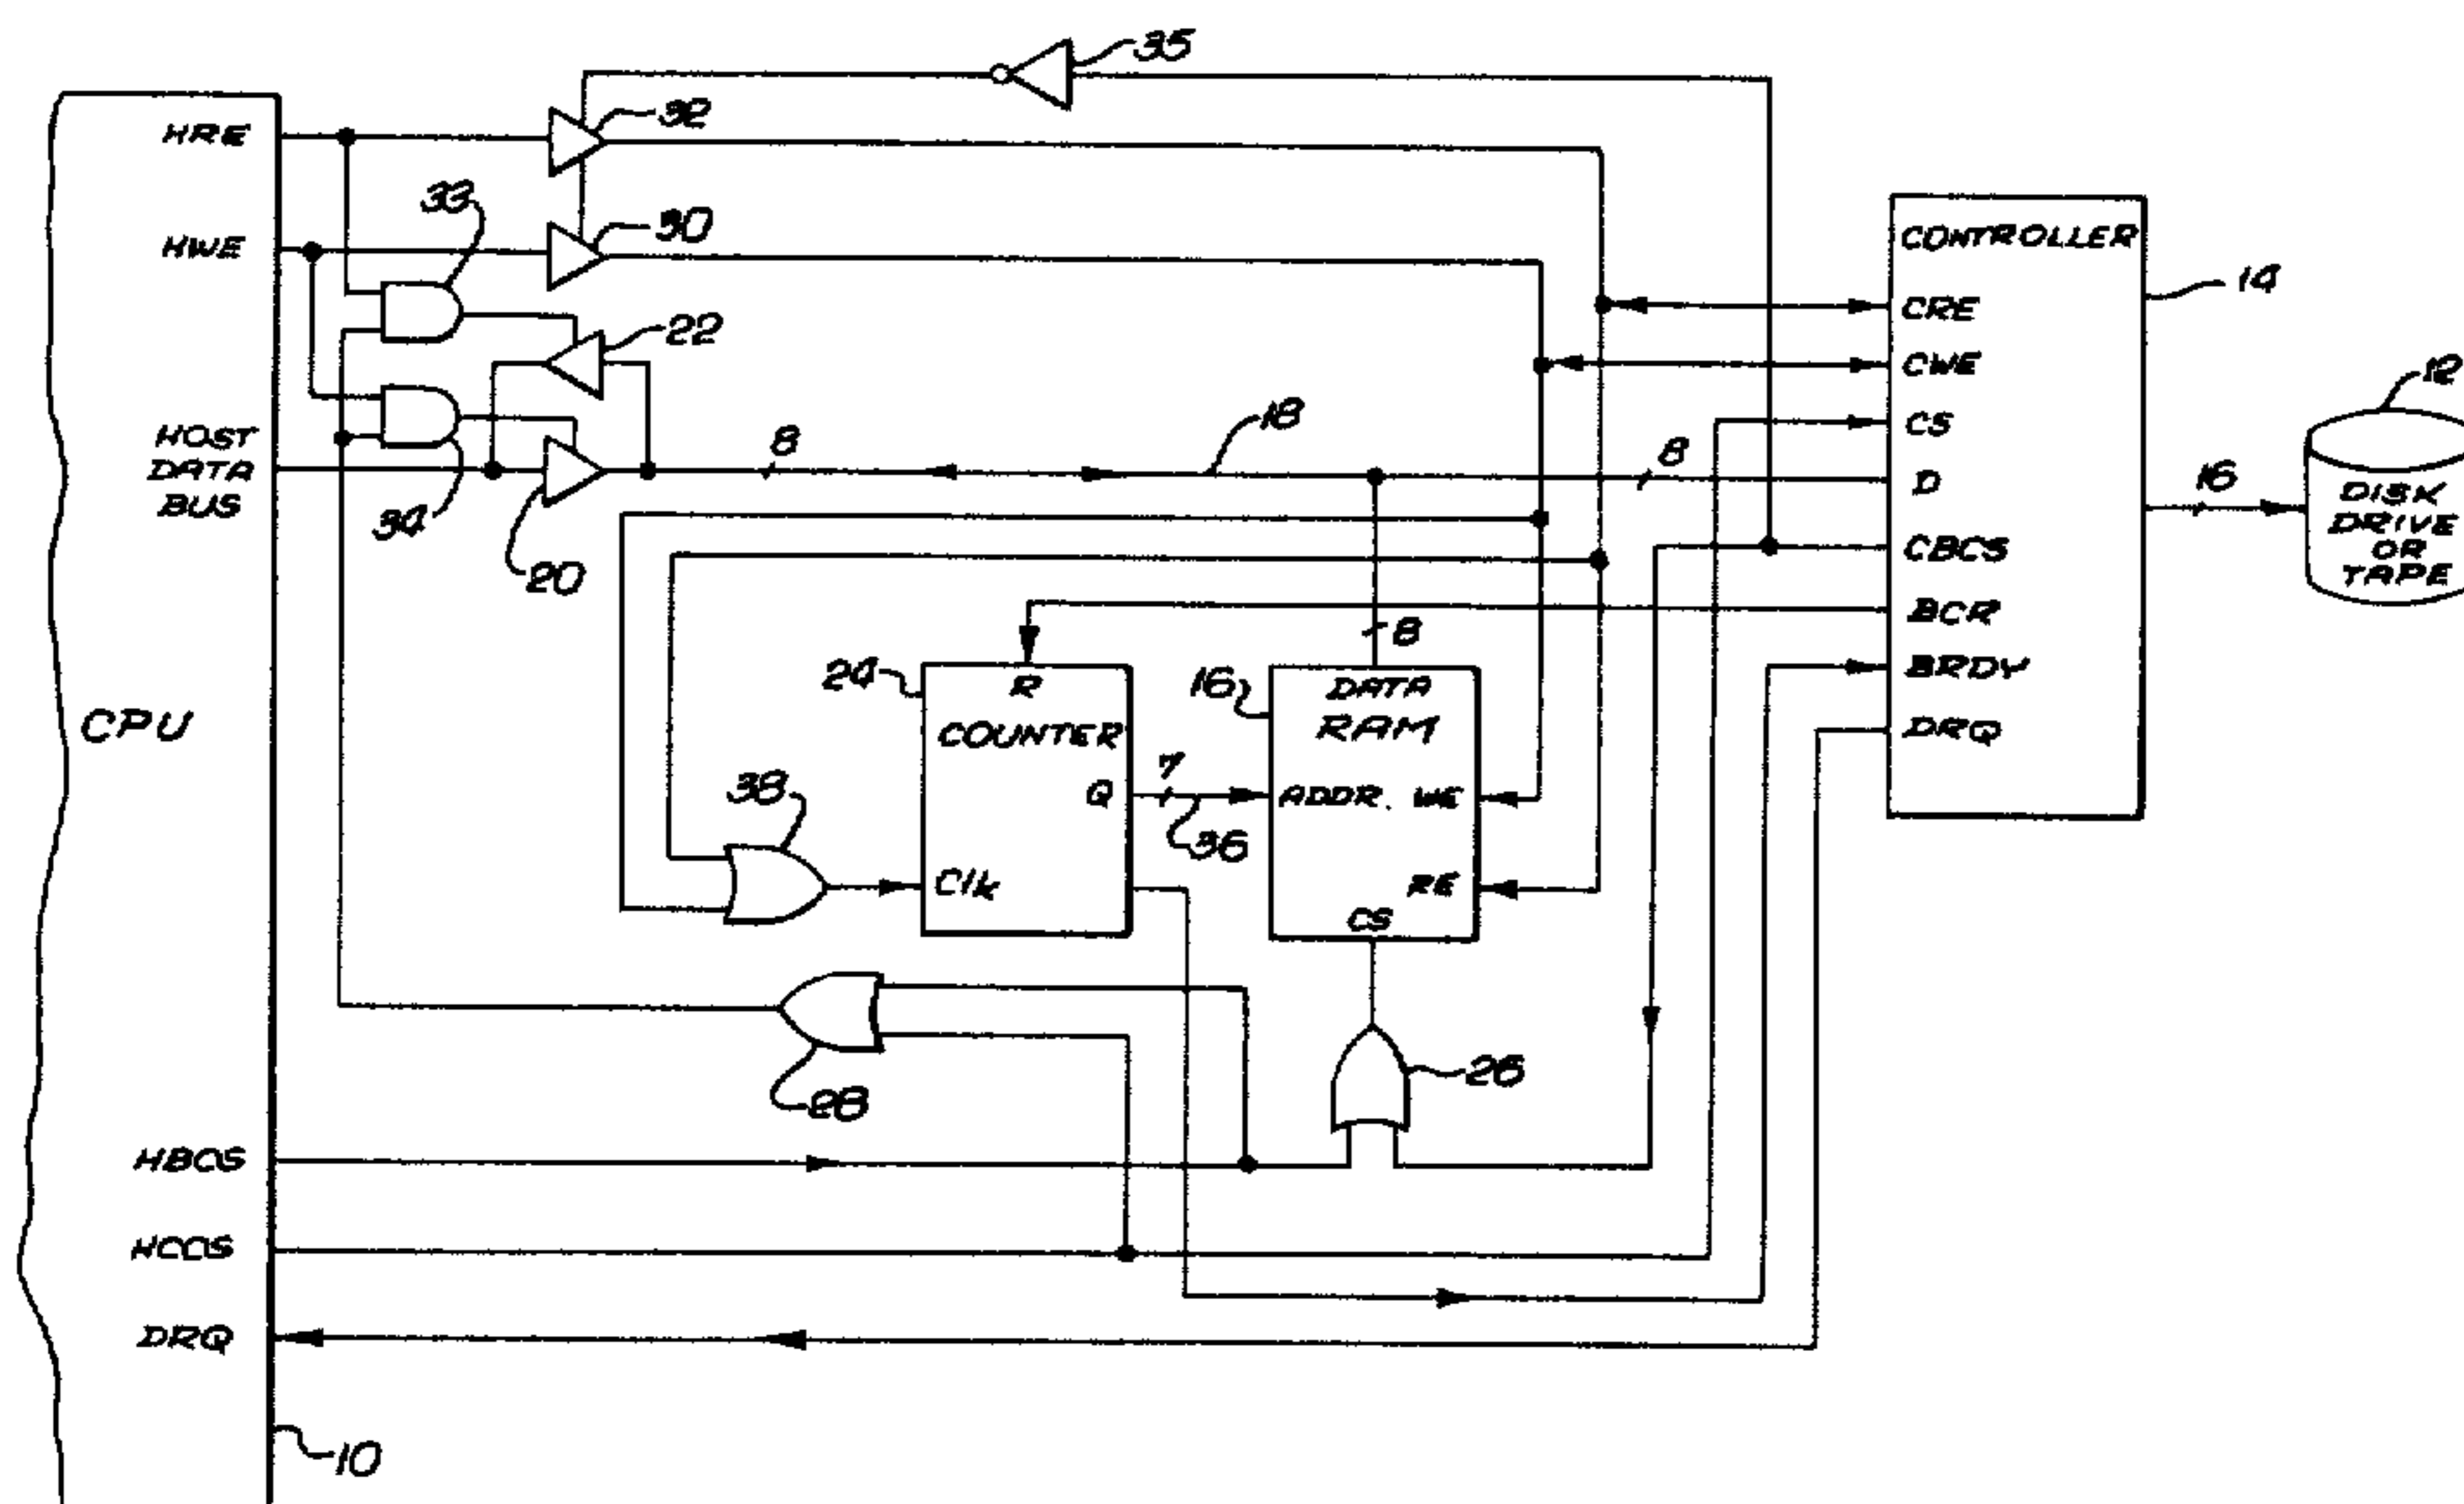 35
HRE
32
33
HWE
30
CONTROLLER
14
22
CRE
CWE
12
HOST
DATA
BUS
8
18
8
CS
D
16
DISK
DRIVE
OR
TAPE
34
20
CBCS
BCR
8
24
R
COUNTER
16
DATA
RAM
BRDY
DRQ
CPU
38
Q
7
ADDR. WE
36
Clk
RE
CS
28
26
HBCS
HCCS
DRQ
10